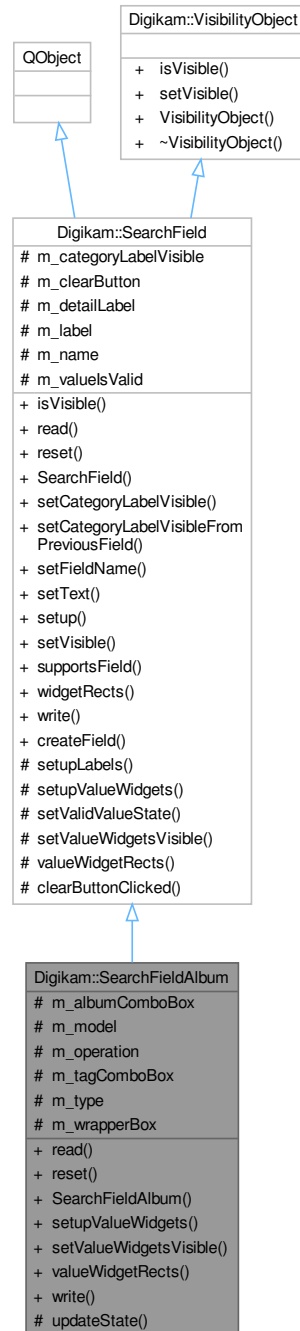 Digikam::VisibilityObject
+ isVisible()
+ setVisible()
+ VisibilityObject()
+ ~VisibilityObject()
QObject
Digikam::SearchField
# m_categoryLabelVisible
# m_clearButton
# m_detailLabel
# m_label
# m_name
# m_valueIsValid
+ isVisible()
+ read()
+ reset()
+ SearchField()
+ setCategoryLabelVisible()
+ setCategoryLabelVisibleFrom
PreviousField()
+ setFieldName()
+ setText()
+ setup()
+ setVisible()
+ supportsField()
+ widgetRects()
+ write()
+ createField()
# setupLabels()
# setupValueWidgets()
# setValidValueState()
# setValueWidgetsVisible()
# valueWidgetRects()
# clearButtonClicked()
Digikam::SearchFieldAlbum
# m_albumComboBox
# m_model
# m_operation
# m_tagComboBox
# m_type
# m_wrapperBox
+ read()
+ reset()
+ SearchFieldAlbum()
+ setupValueWidgets()
+ setValueWidgetsVisible()
+ valueWidgetRects()
+ write()
# updateState()